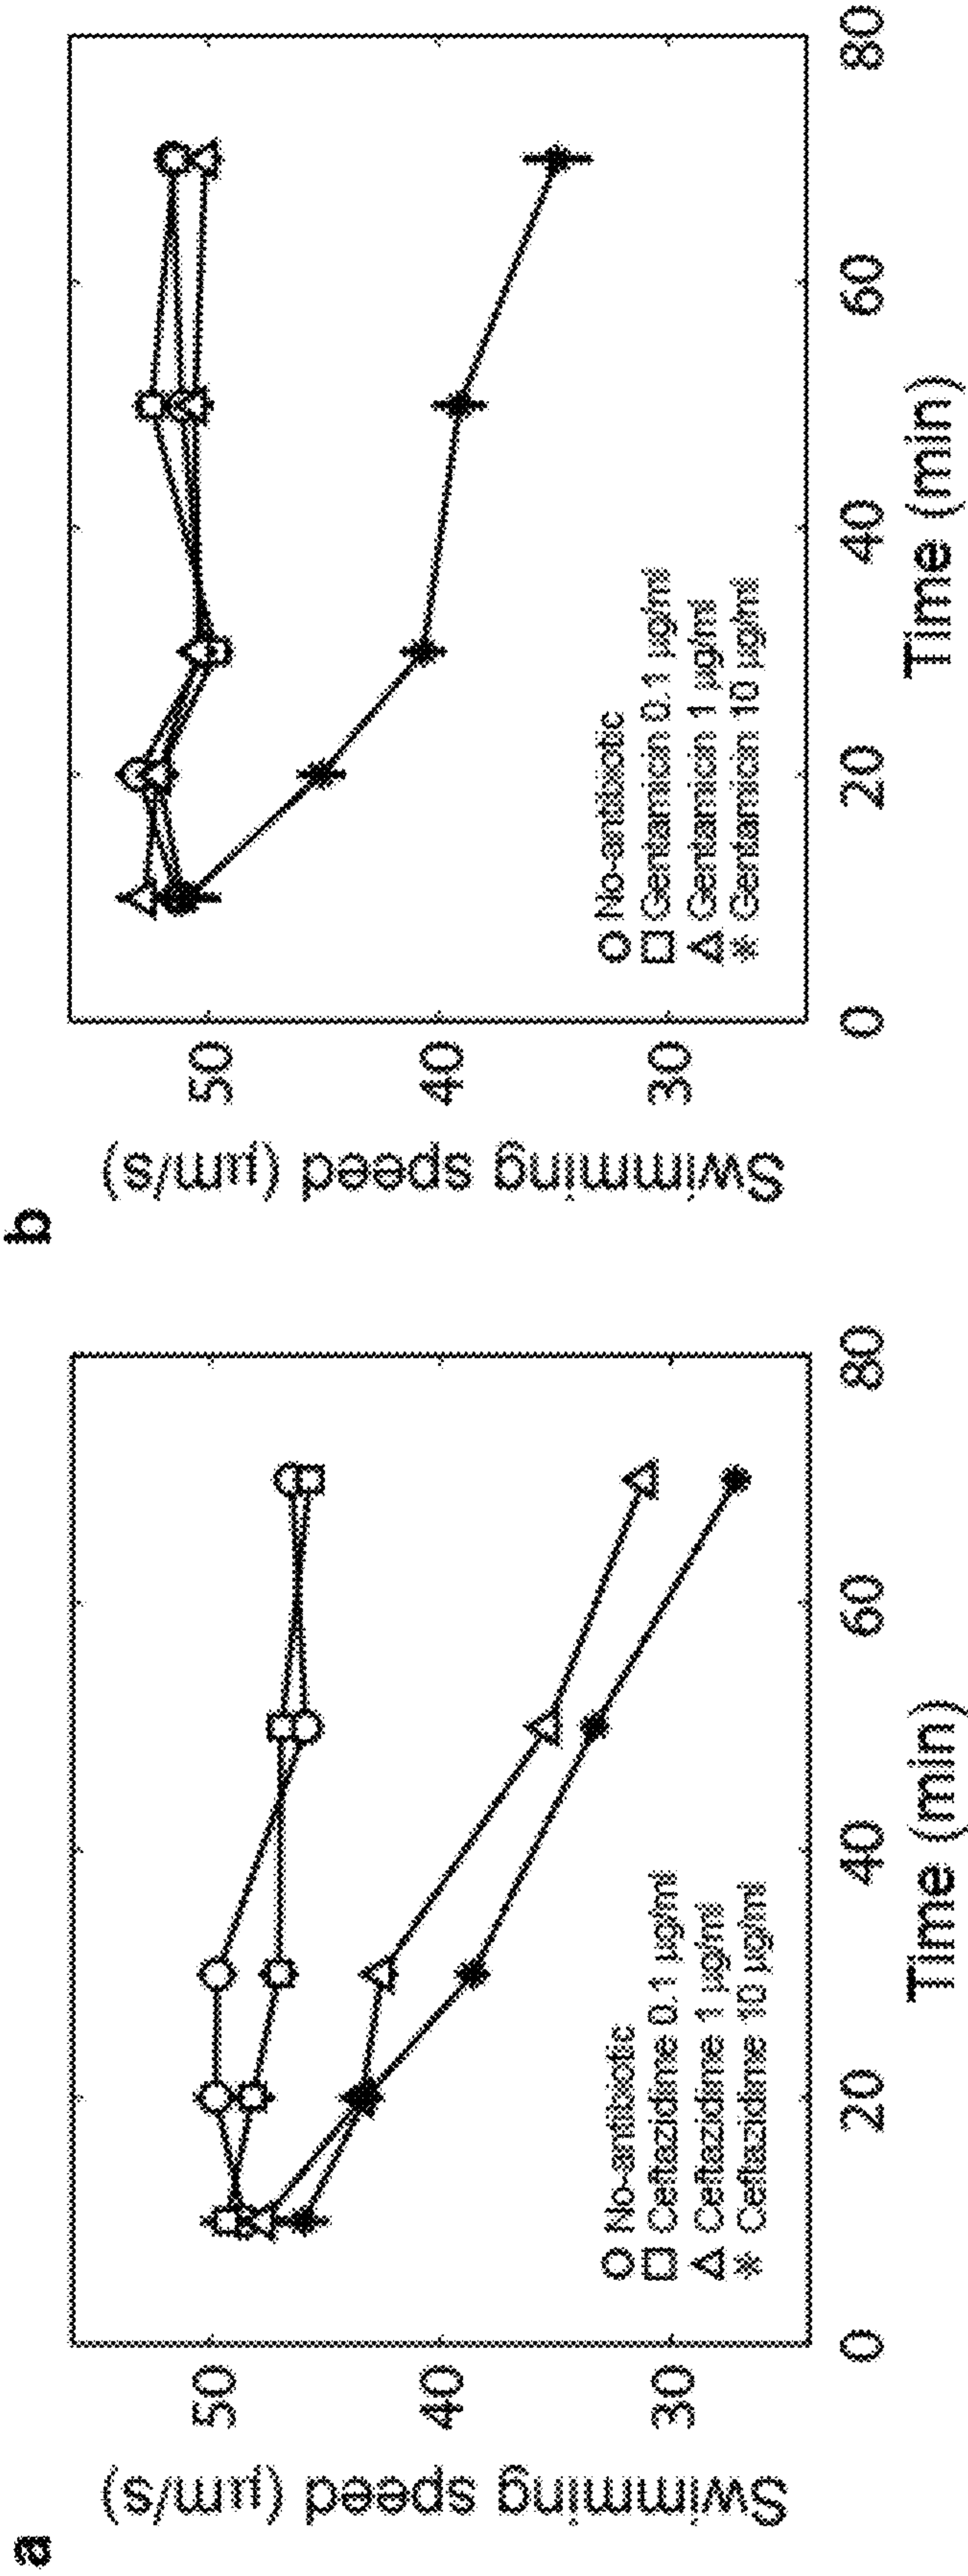 a
Swimming speed (µm/s)
50
40
30
No-antibiotic
Ceftazidime 0.1 µg/ml
Ceftazidime 1 µg/ml
Ceftazidime 10 µg/ml
0
20
40
60
80
Time (min)
b
Swimming speed (µm/s)
50
40
30
No-antibiotic
Gentamicin 0.1 µg/ml
Gentamicin 1 µg/ml
Gentamicin 10 µg/ml
0
20
40
60
80
Time (min)